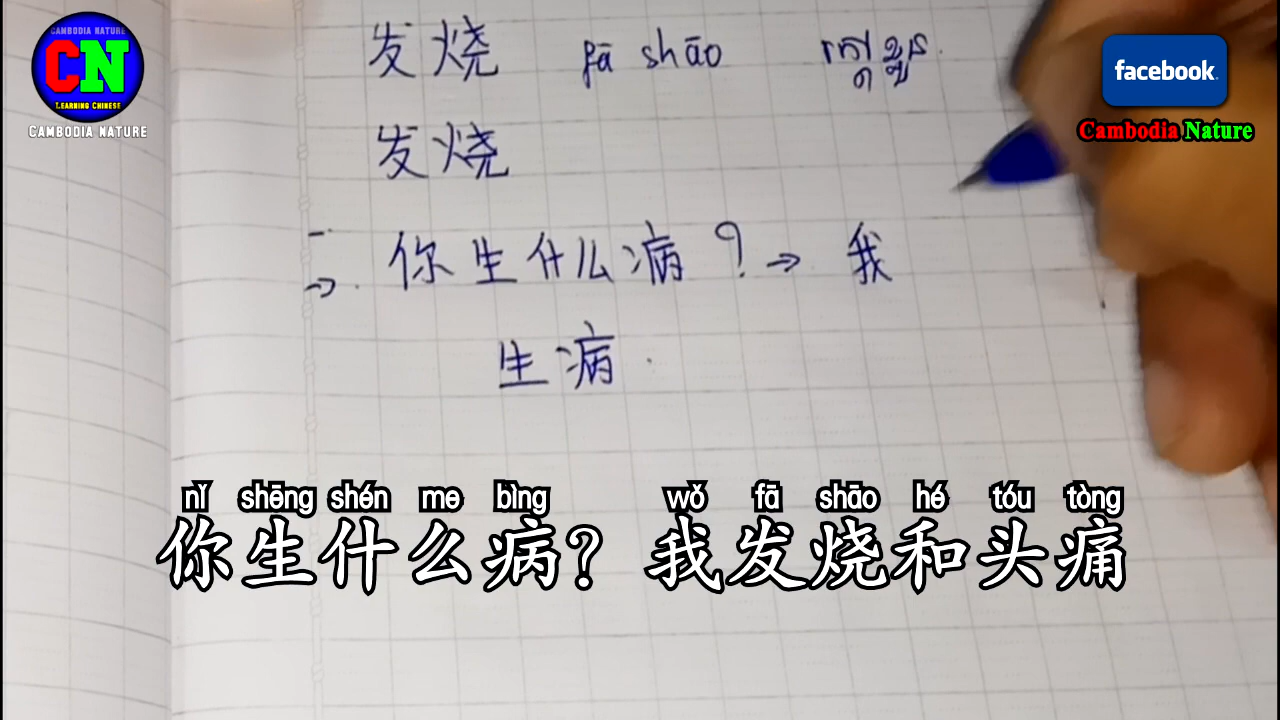 CAMBODIA NATURE
CN
LEARNING CHINESE
CAMBODIA NATURE
facebook
Cambodia Nature
发烧 fā shāo ក្តៅខ្លួន.
发烧
你生什么病？→ 我
生病.
nǐ shēng shén me bìng wǒ fā shāo hé tóu tòng
你生什么病？我发烧和头痛